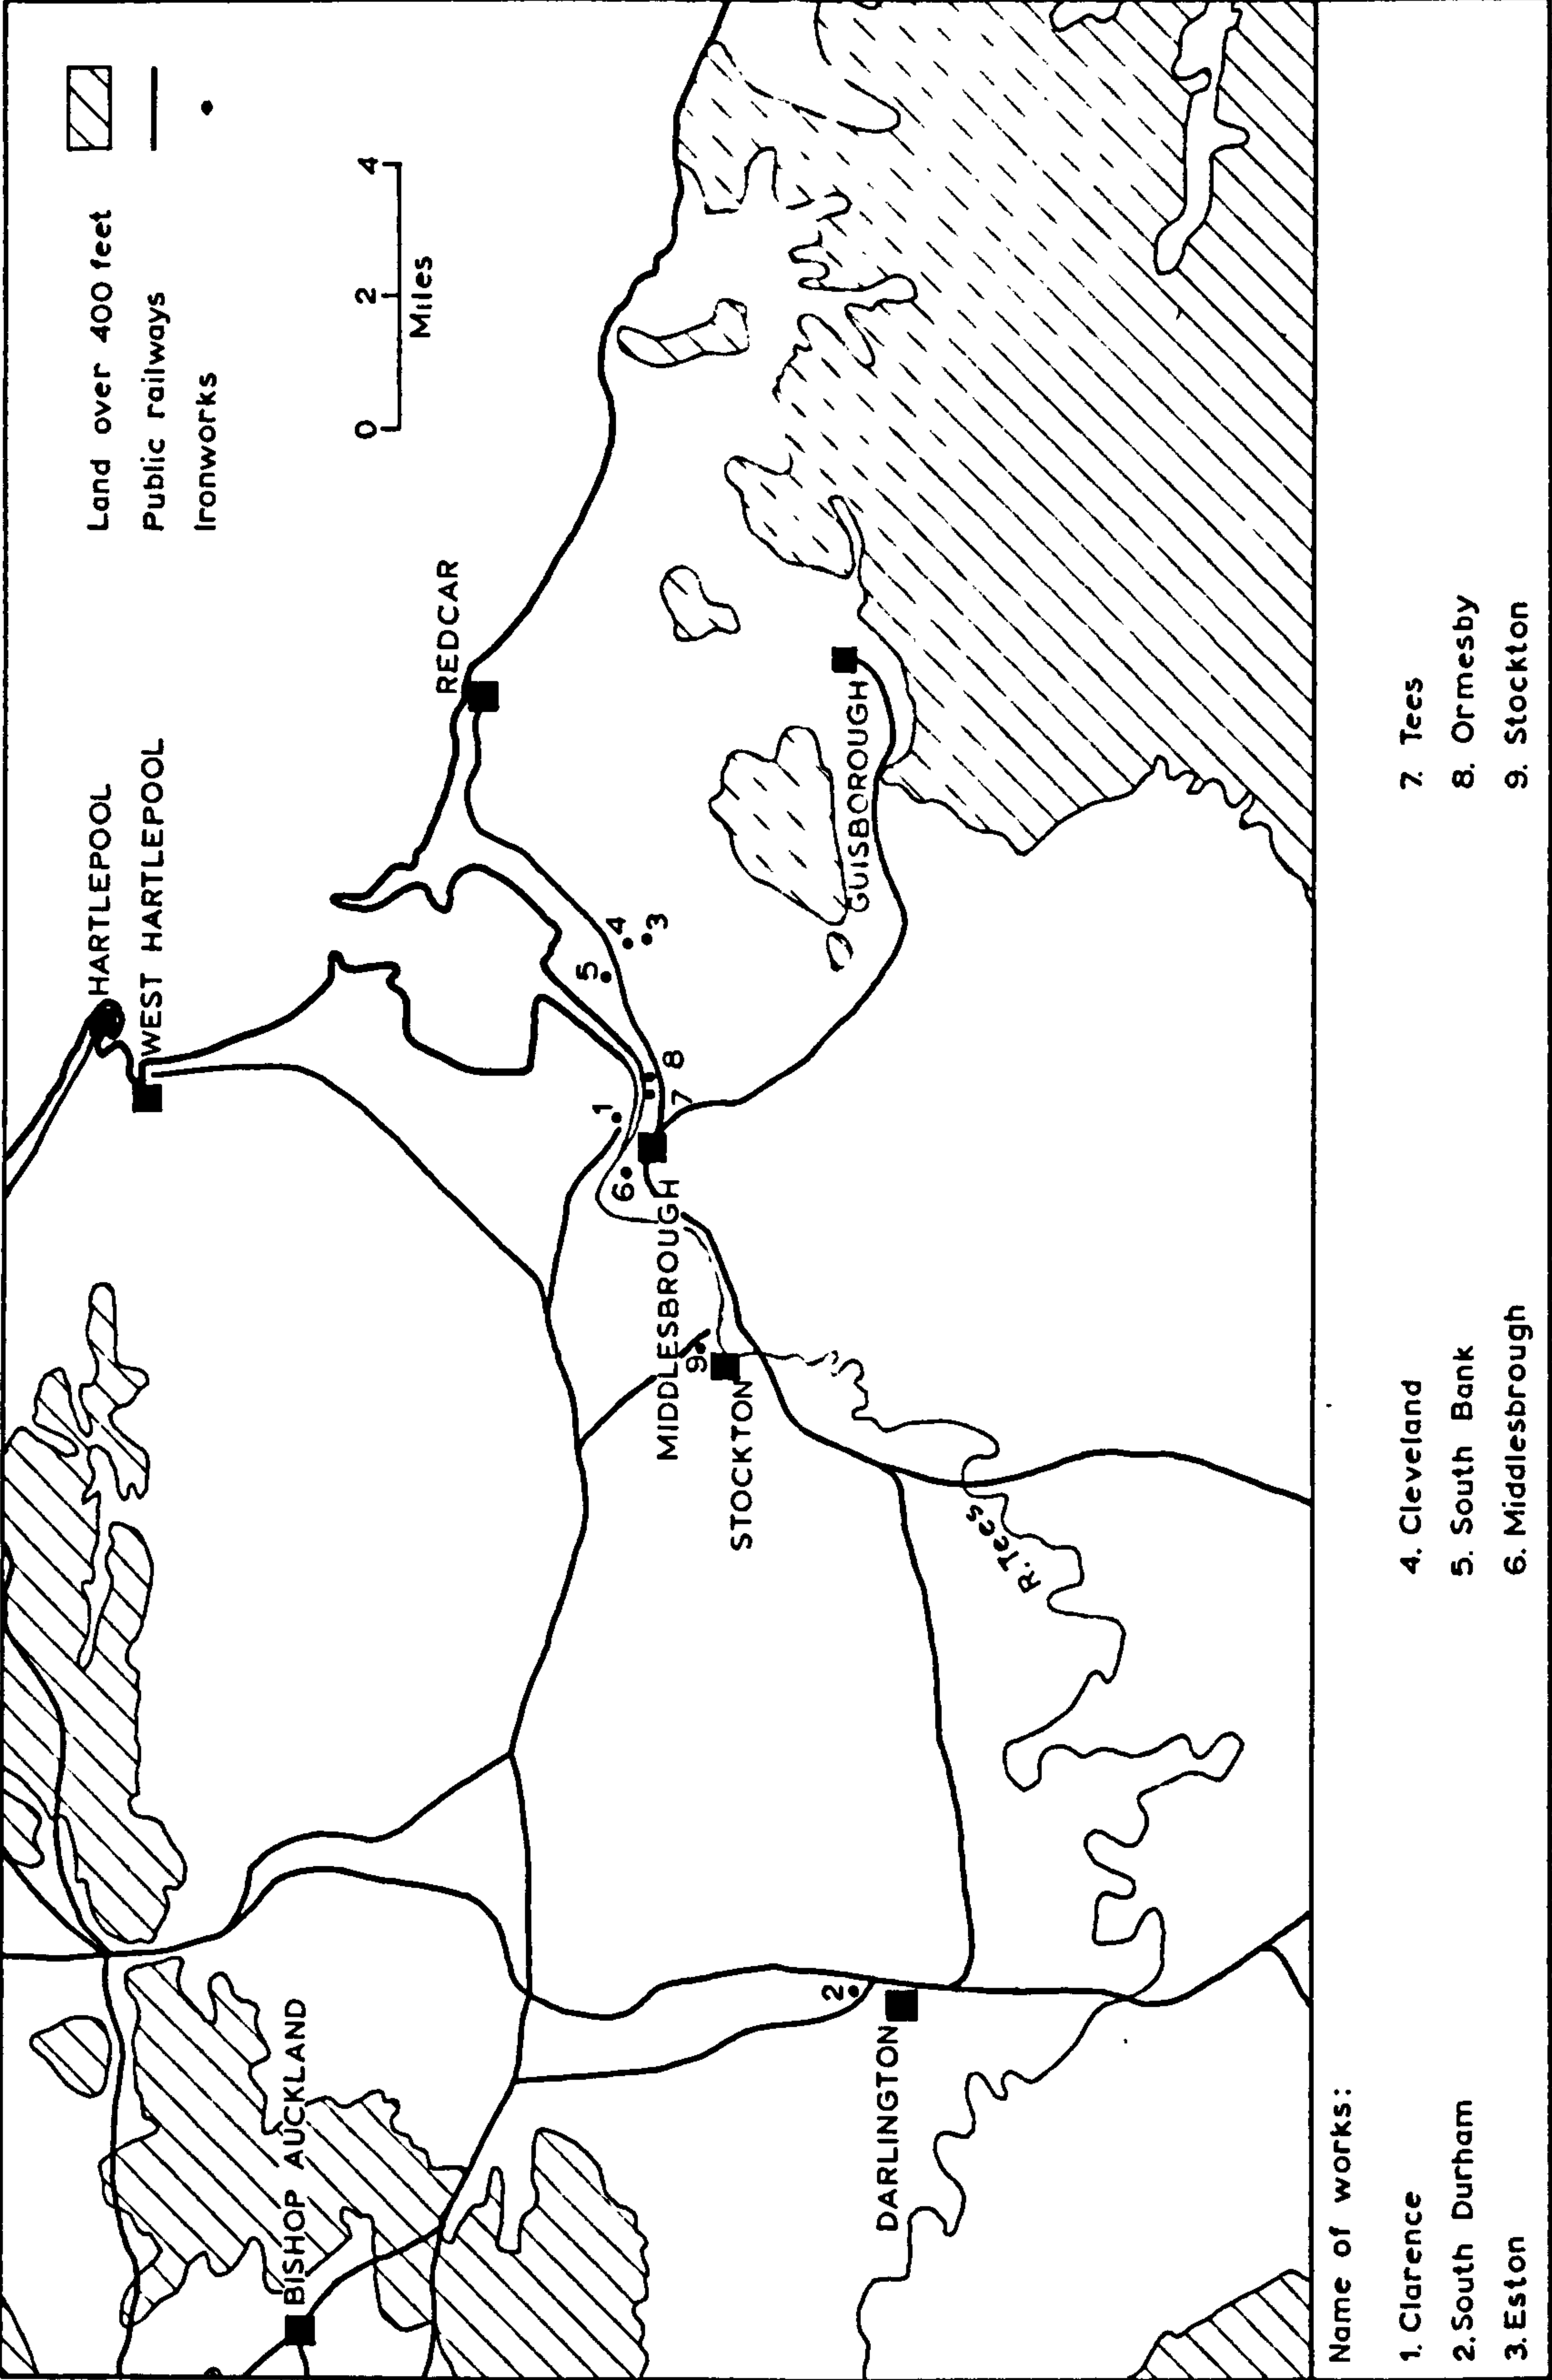 Land over 400 feet
Public railways
Ironworks
0 2 4
Miles
HARTLEPOOL
WEST HARTLEPOOL
REDCAR
BISHOP AUCKLAND
5
4
3
1
8
7
6
MIDDLESBROUGH
9
STOCKTON
GUISBOROUGH
2
DARLINGTON
R. Tees
Name of works:
1. Clarence
2. South Durham
3. Eston
4. Cleveland
5. South Bank
6. Middlesbrough
7. Tees
8. Ormesby
9. Stockton